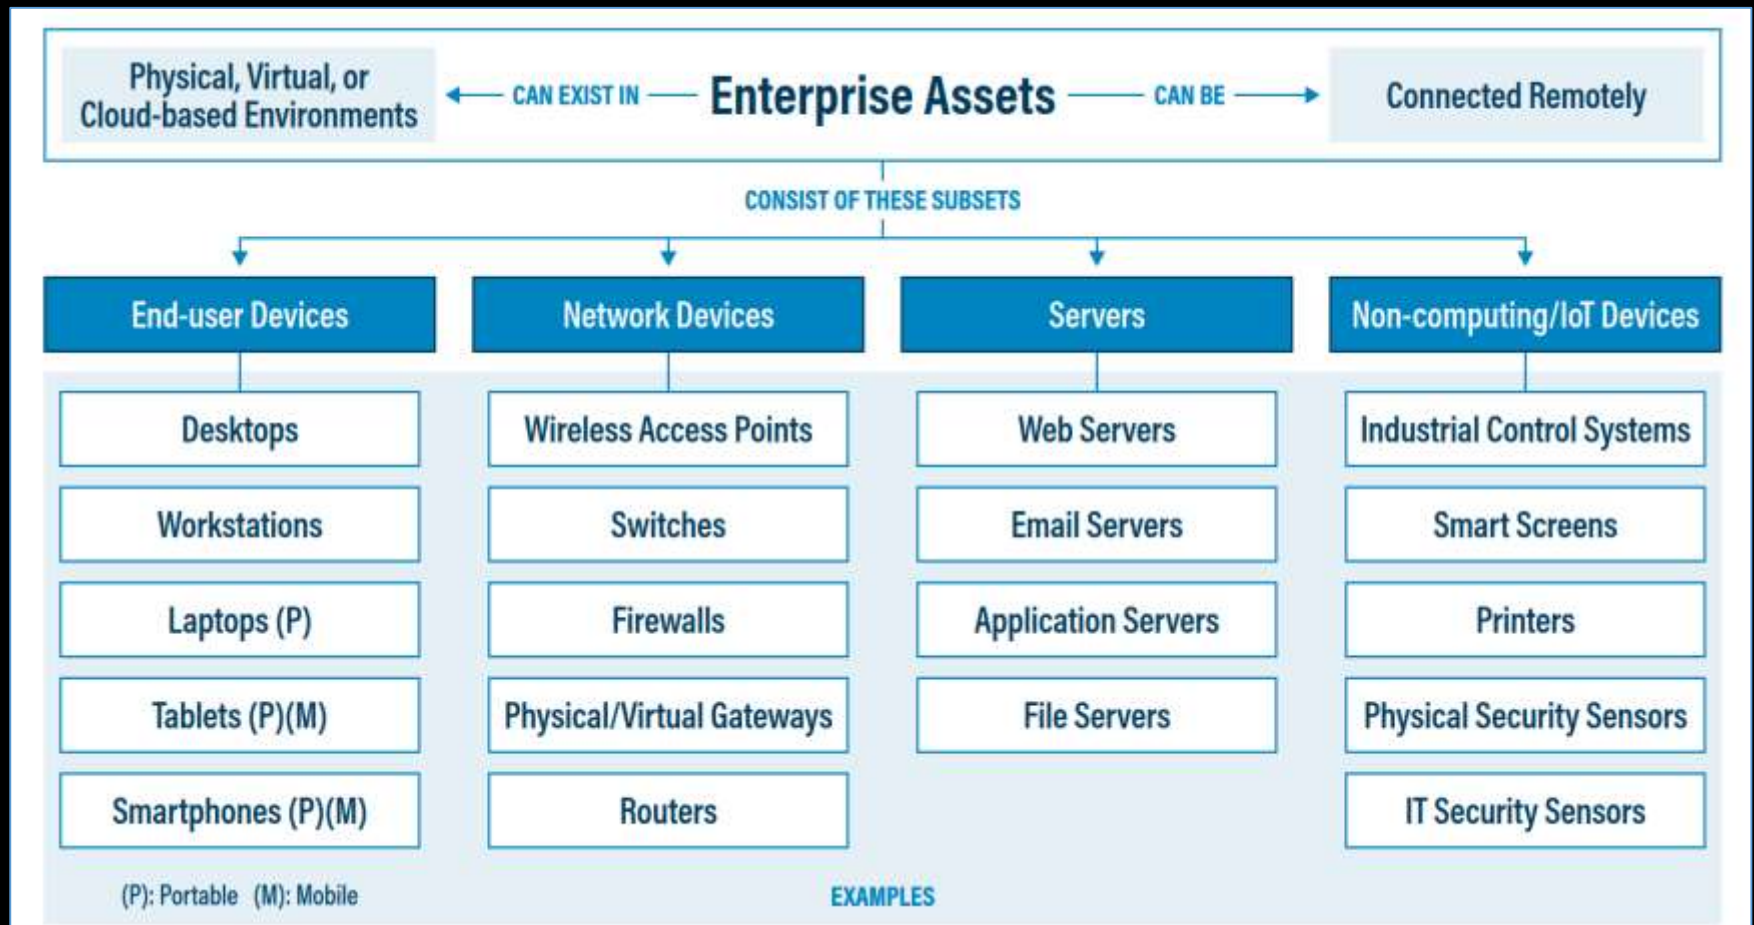 Physical, Virtual, or
Cloud-based Environments
CAN EXIST IN
Enterprise Assets
CAN BE
Connected Remotely
CONSIST OF THESE SUBSETS
End-user Devices
Desktops
Workstations
Laptops (P)
Tablets (P)(M)
Smartphones (P)(M)
Network Devices
Wireless Access Points
Switches
Firewalls
Physical/Virtual Gateways
Routers
Servers
Web Servers
Email Servers
Application Servers
File Servers
Non-computing/IoT Devices
Industrial Control Systems
Smart Screens
Printers
Physical Security Sensors
IT Security Sensors
(P): Portable (M): Mobile
EXAMPLES